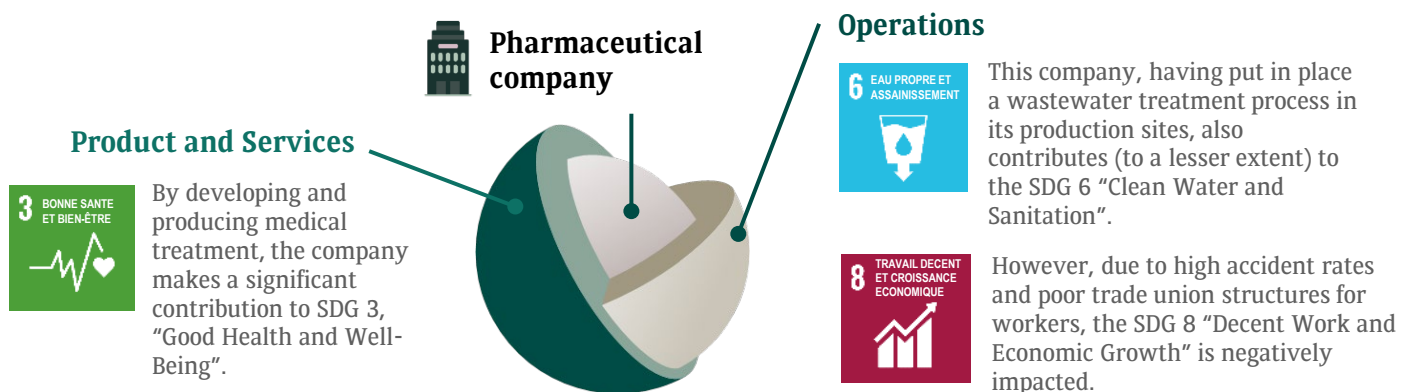 Pharmaceutical
company
Product and Services
3 BONNE SANTE
ET BIEN-ÊTRE
By developing and
producing medical
treatment, the company
makes a significant
contribution to SDG 3,
“Good Health and Well-
Being”.
Operations
6 EAU PROPRE ET
ASSAINISSEMENT
This company, having put in place
a wastewater treatment process in
its production sites, also
contributes (to a lesser extent) to
the SDG 6 “Clean Water and
Sanitation”.
8 TRAVAIL DECENT
ET CROISSANCE
ECONOMIQUE
However, due to high accident rates
and poor trade union structures for
workers, the SDG 8 “Decent Work and
Economic Growth” is negatively
impacted.